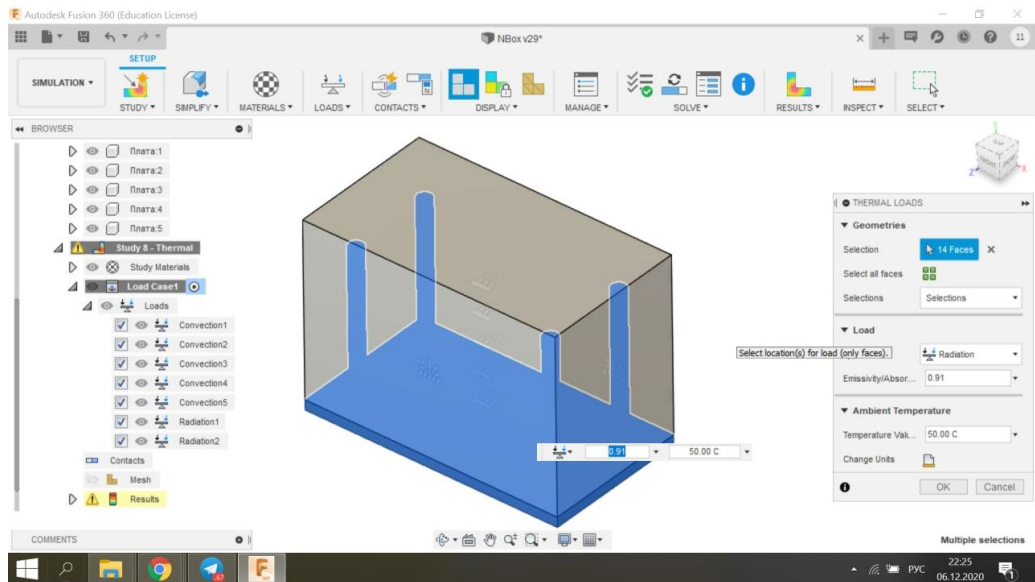 Autodesk Fusion 360 (Education License)
NBox v29*
11
SETUP
SIMULATION
STUDY
SIMPLIFY
MATERIALS
LOADS
CONTACTS
DISPLAY
MANAGE
SOLVE
RESULTS
INSPECT
SELECT
BROWSER
Плата:1
Плата:2
Плата:3
Плата:4
Плата:5
Study 8 - Thermal
Study Materials
Load Case1
Loads
Convection1
Convection2
Convection3
Convection4
Convection5
Radiation1
Radiation2
Contacts
Mesh
Results
0.91
50.00 C
THERMAL LOADS
Geometries
Selection 14 Faces
Select all faces
Selections Selections
Load
Select location(s) for load (only faces).
Radiation
Emissivity/Absor... 0.91
Ambient Temperature
Temperature Valu... 50.00 C
Change Units
OK Cancel
COMMENTS
Multiple selections
РУС
22:25
06.12.2020